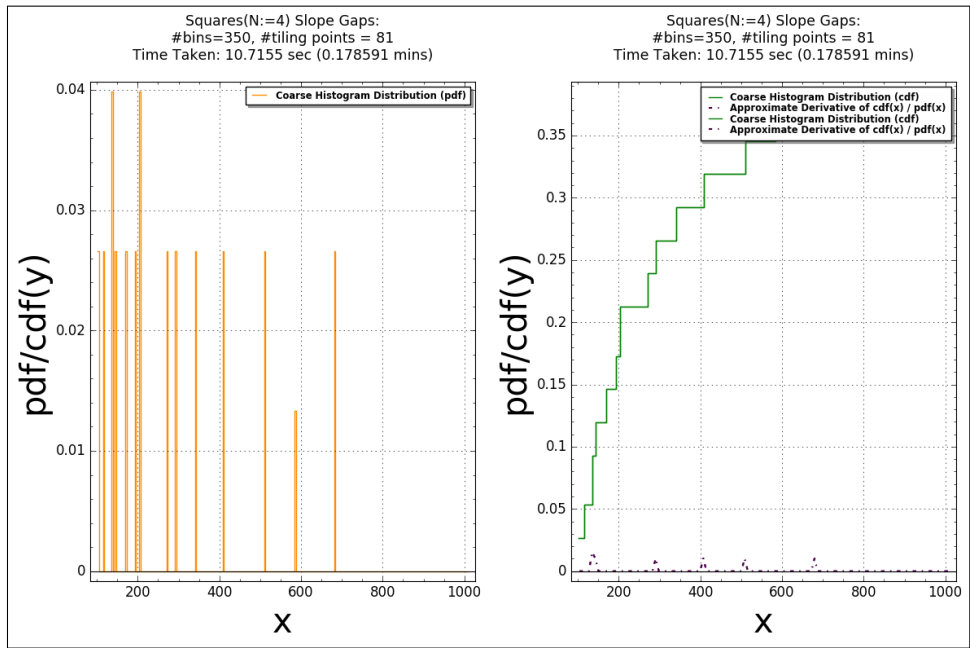 Squares(N:=4) Slope Gaps:
#bins=350, #tiling points = 81
Time Taken: 10.7155 sec (0.178591 mins)
Coarse Histogram Distribution (pdf)
0.04
0.03
0.02
0.01
0
pdf/cdf(y)
200
400
600
800
1000
x
Squares(N:=4) Slope Gaps:
#bins=350, #tiling points = 81
Time Taken: 10.7155 sec (0.178591 mins)
Coarse Histogram Distribution (cdf)
Approximate Derivative of cdf(x) / pdf(x)
Coarse Histogram Distribution (cdf)
Approximate Derivative of cdf(x) / pdf(x)
0.35
0.3
0.25
0.2
0.15
0.1
0.05
0
pdf/cdf(y)
200
400
600
800
1000
x